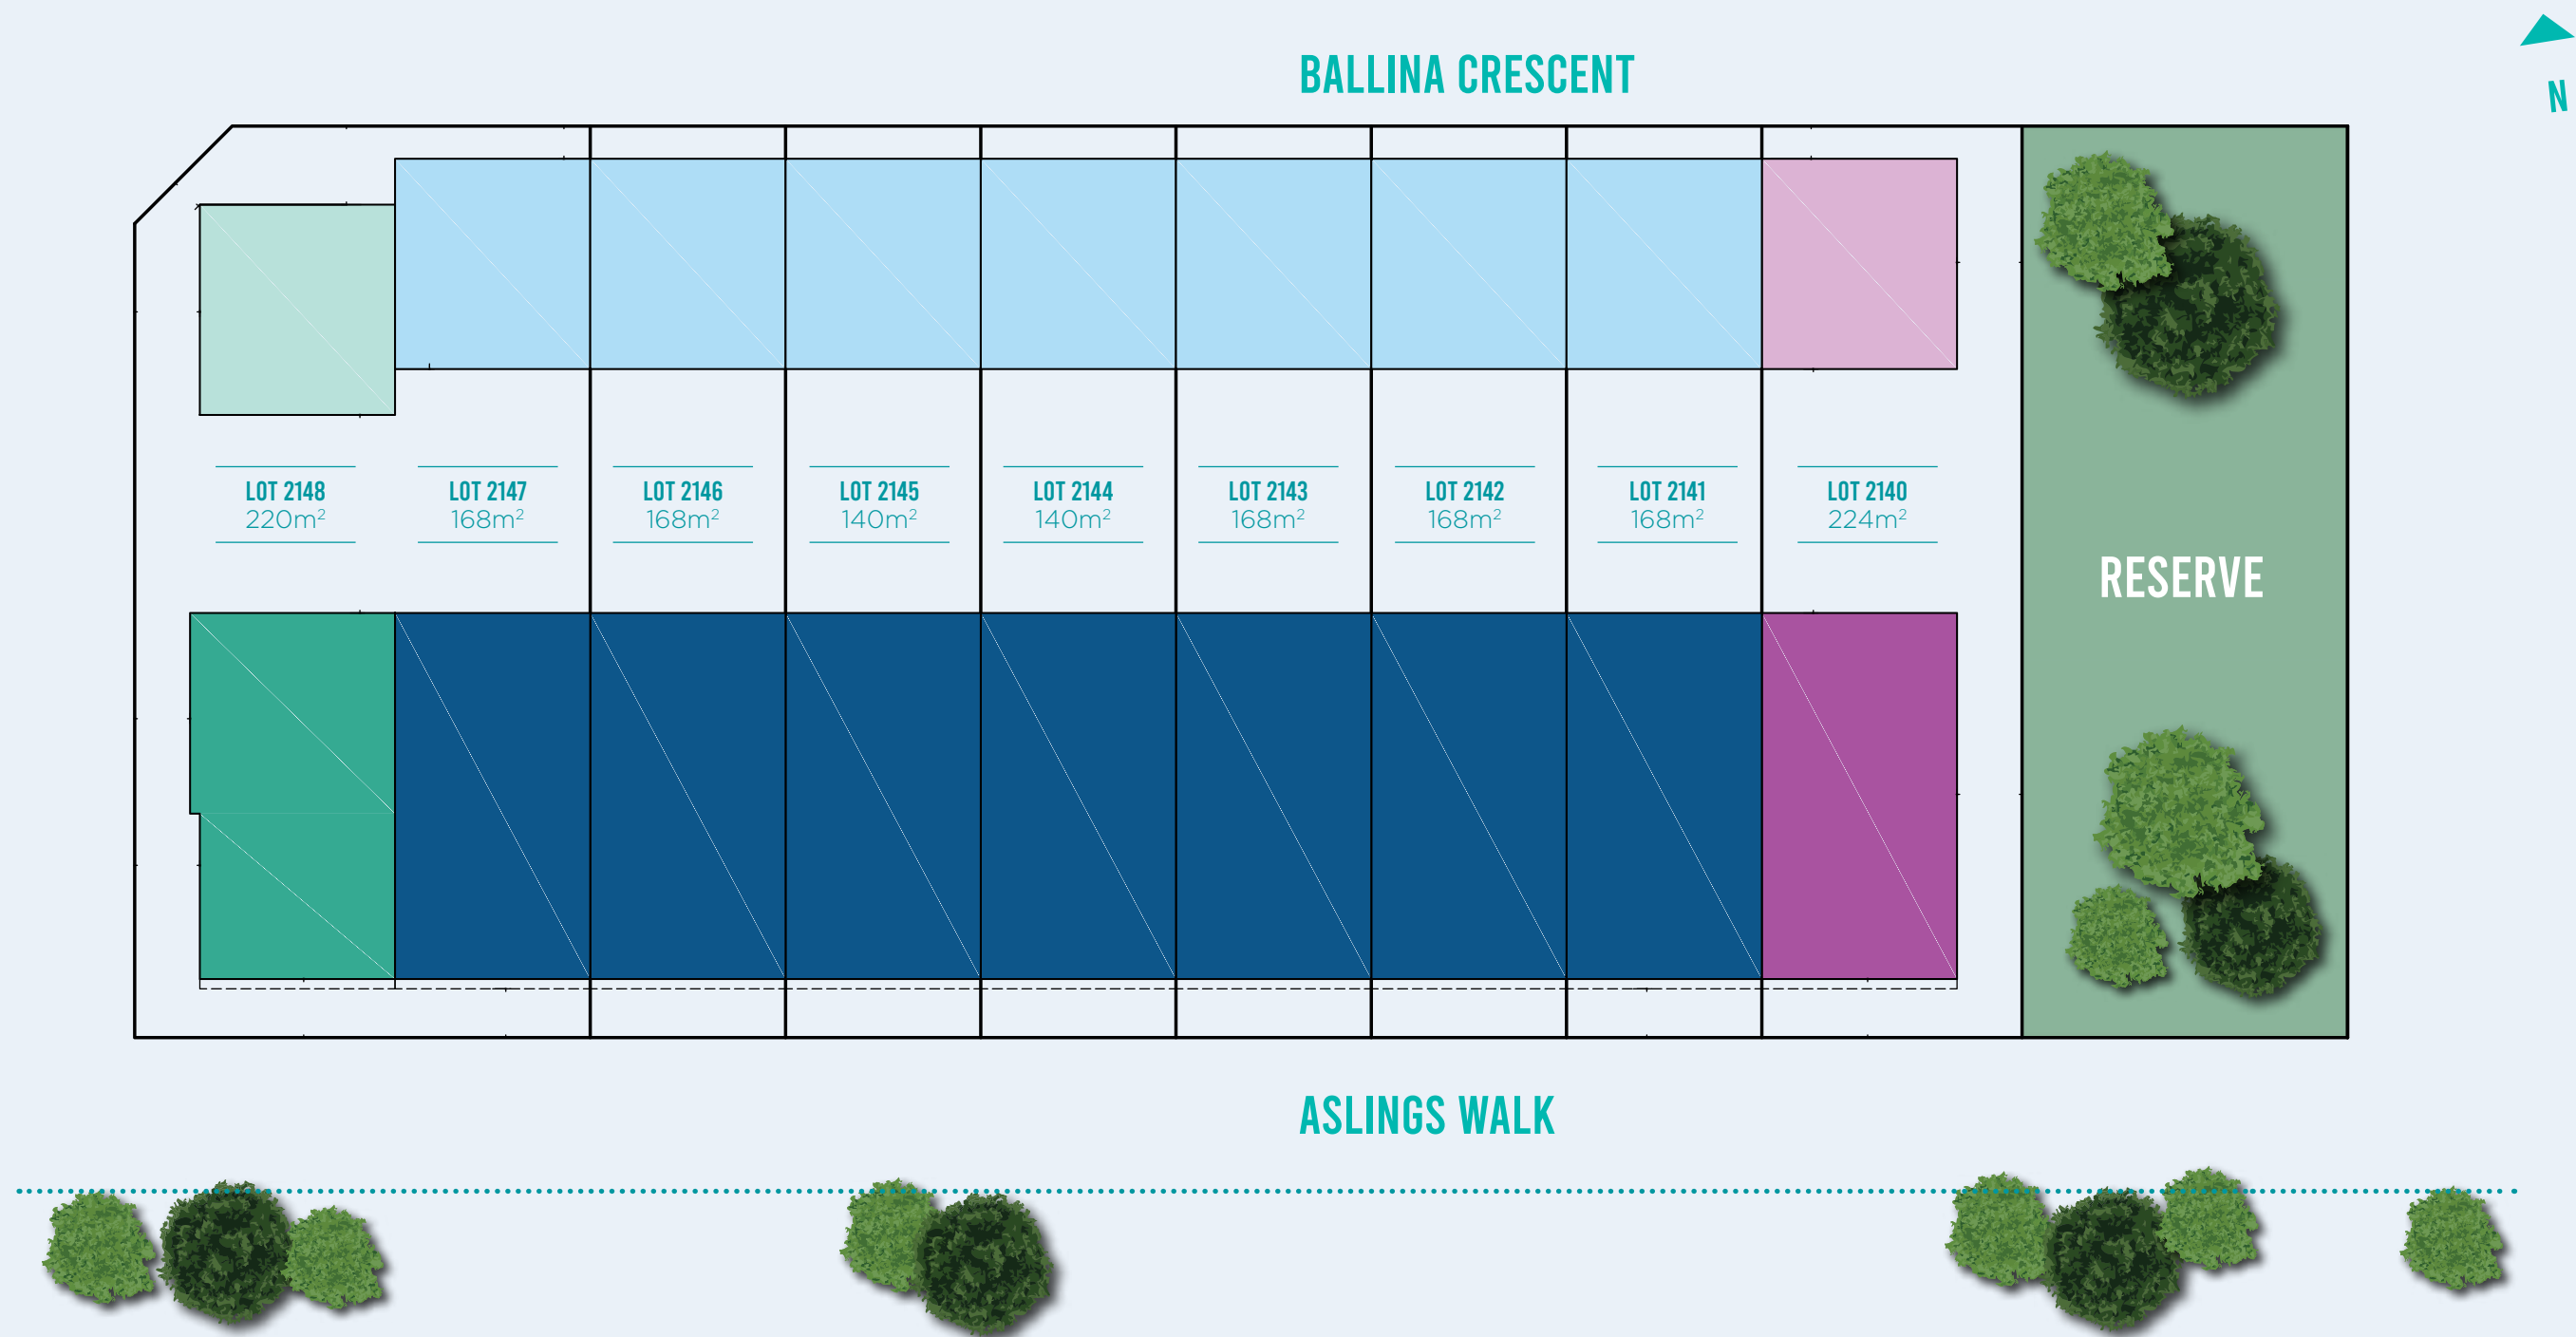 BALLINA CRESCENT
N
LOT 2148
220m²
LOT 2147
168m²
LOT 2146
168m²
LOT 2145
140m²
LOT 2144
140m²
LOT 2143
168m²
LOT 2142
168m²
LOT 2141
168m²
LOT 2140
224m²
RESERVE
ASLINGS WALK